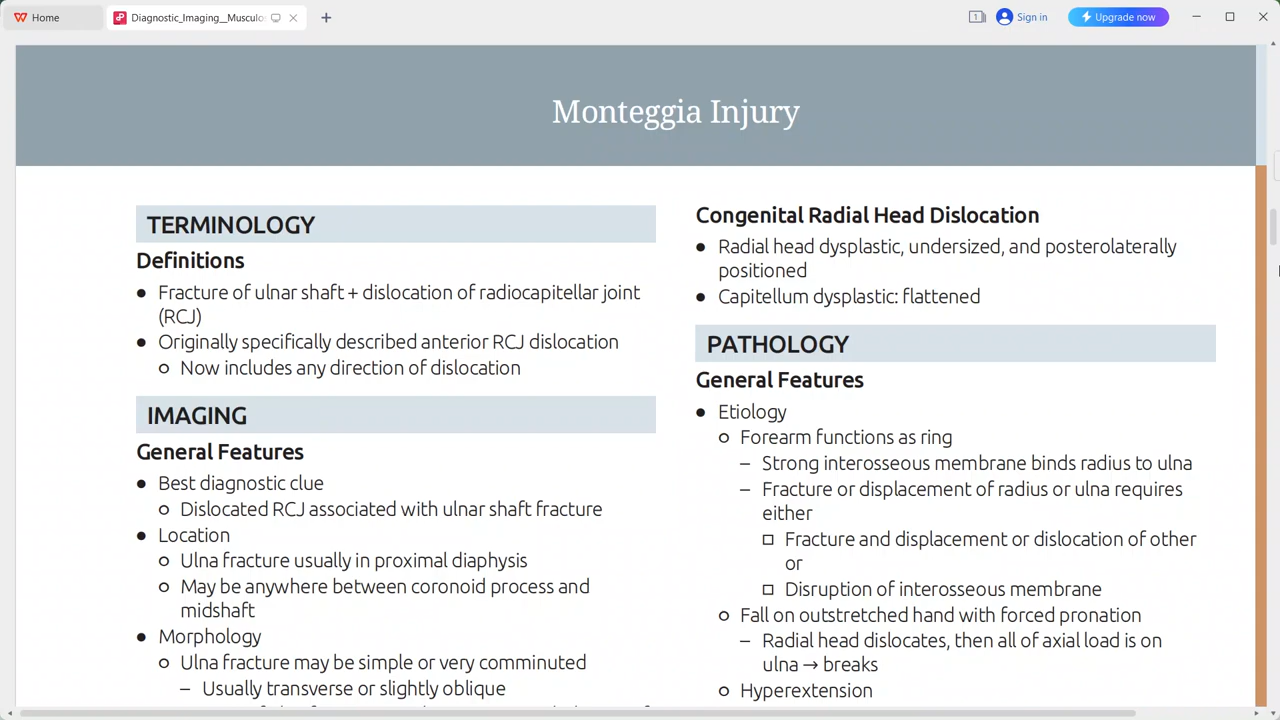 Home
Diagnostic_Imaging__Musculos
1
Sign in
Upgrade now
Monteggia Injury
TERMINOLOGY
Definitions
● Fracture of ulnar shaft + dislocation of radiocapitellar joint
(RCJ)
● Originally specifically described anterior RCJ dislocation
○ Now includes any direction of dislocation
IMAGING
General Features
● Best diagnostic clue
○ Dislocated RCJ associated with ulnar shaft fracture
● Location
○ Ulna fracture usually in proximal diaphysis
○ May be anywhere between coronoid process and
midshaft
● Morphology
○ Ulna fracture may be simple or very comminuted
– Usually transverse or slightly oblique
Congenital Radial Head Dislocation
● Radial head dysplastic, undersized, and posterolaterally
positioned
● Capitellum dysplastic: flattened
PATHOLOGY
General Features
● Etiology
○ Forearm functions as ring
– Strong interosseous membrane binds radius to ulna
– Fracture or displacement of radius or ulna requires
either
□ Fracture and displacement or dislocation of other
or
□ Disruption of interosseous membrane
○ Fall on outstretched hand with forced pronation
– Radial head dislocates, then all of axial load is on
ulna → breaks
○ Hyperextension